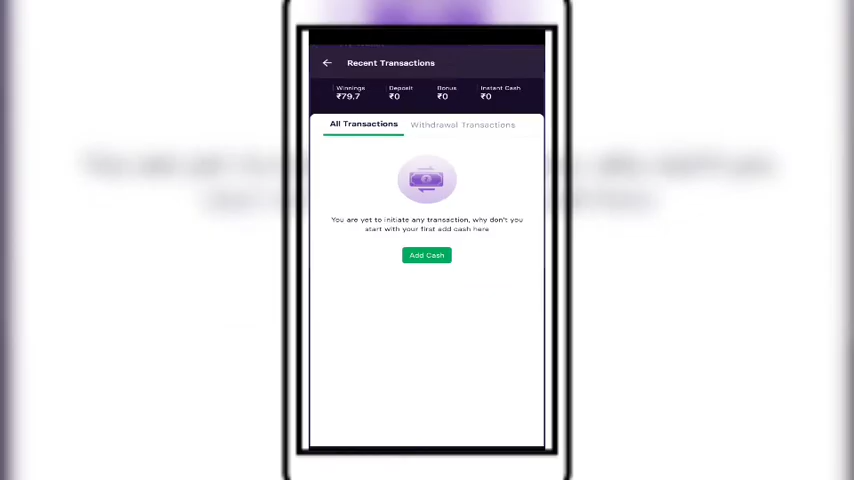 Recent Transactions
Winnings Deposit Bonus Instant Cash
₹79.7 ₹0 ₹0 ₹0
All Transactions Withdrawal Transactions
You are yet to initiate any transaction, why don't you
start with your first add cash here
Add Cash